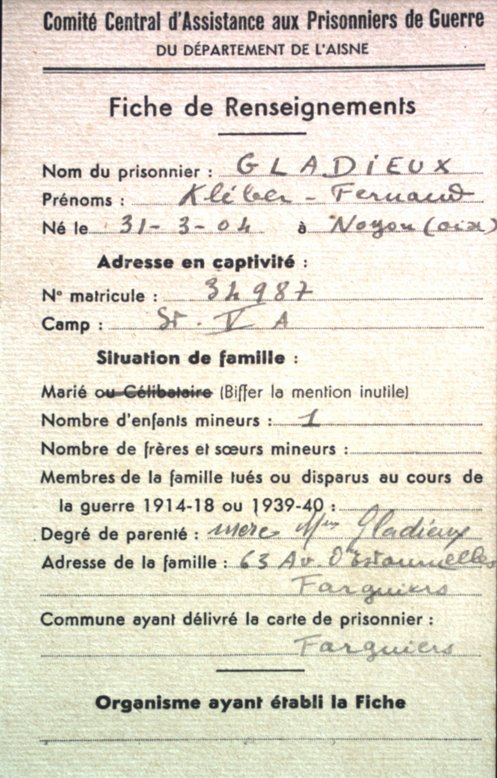 Comité Central d'Assistance aux Prisonniers de Guerre
DU DÉPARTEMENT DE L'AISNE
Fiche de Renseignements
Nom du prisonnier : GLADIEUX
Prénoms : Kléber - Fernand
Né le 31-3-04 à Noyon (oise)
Adresse en captivité :
N° matricule : 34987
Camp : St. V A
Situation de famille :
Marié ou Célibataire (Biffer la mention inutile)
Nombre d'enfants mineurs : 1
Nombre de frères et sœurs mineurs :
Membres de la famille tués ou disparus au cours de
la guerre 1914-18 ou 1939-40 :
Degré de parenté : mère Mme Gladieux
Adresse de la famille : 63 Av. d'Estournelles
Farguiers
Commune ayant délivré la carte de prisonnier :
Farguiers
Organisme ayant établi la Fiche